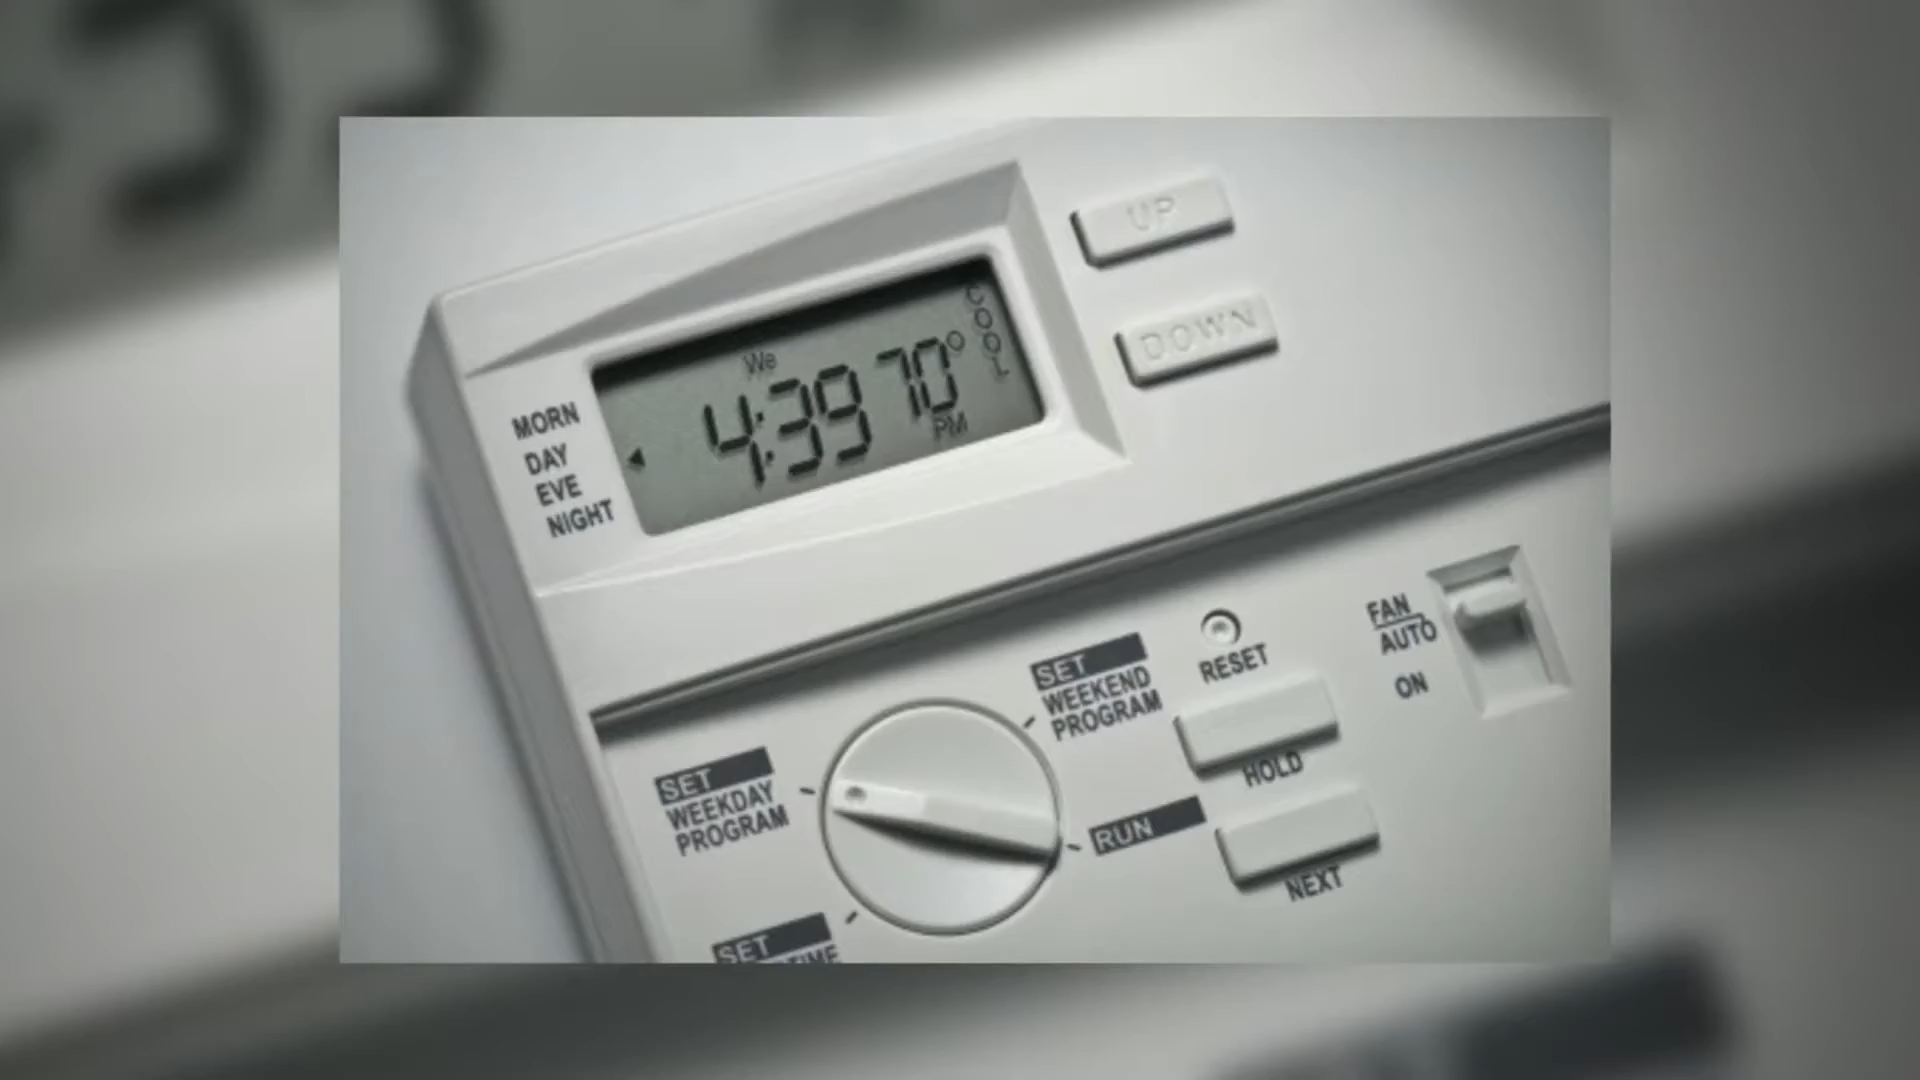 UP
DOWN
COOL
We
4:39 70°
PM
MORN
DAY
EVE
NIGHT
RESET
FAN
AUTO
ON
SET
WEEKEND
PROGRAM
HOLD
SET
WEEKDAY
PROGRAM
RUN
NEXT
SET